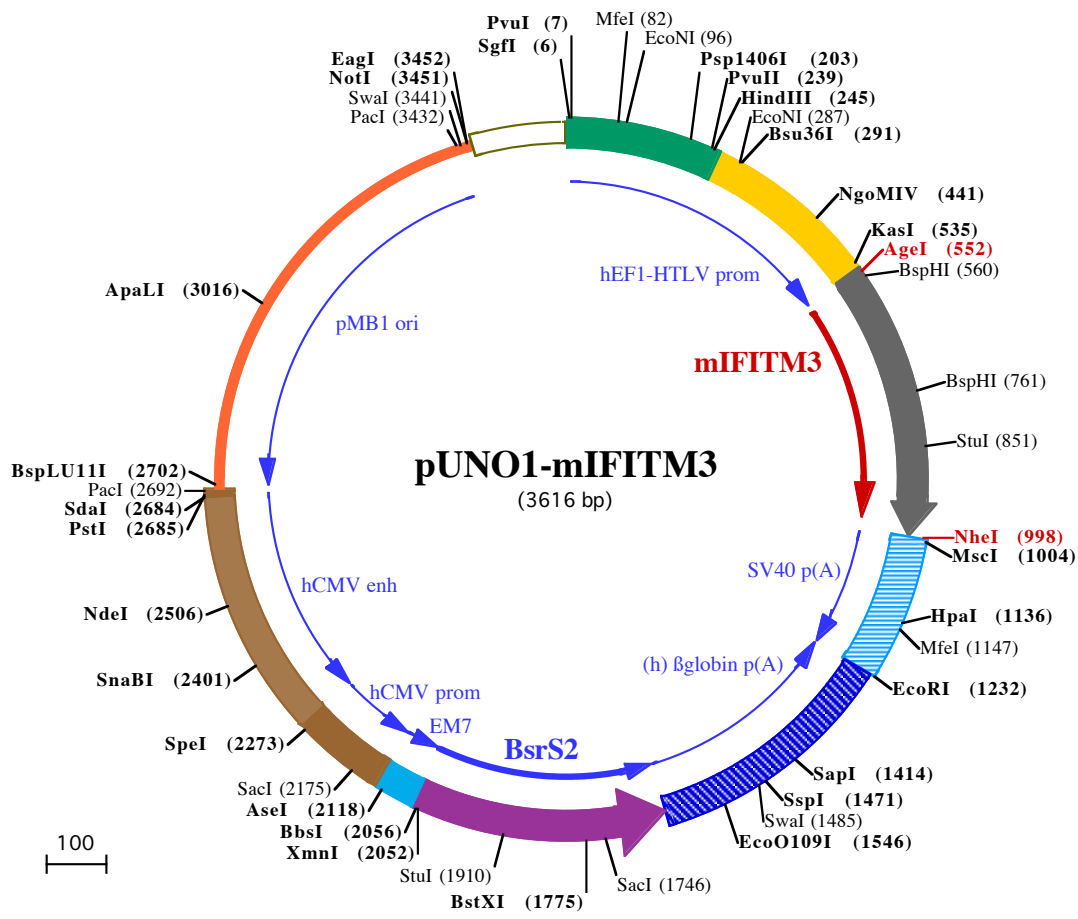 PvuI (7)
SgfI (6)
MfeI (82)
EcoNI (96)
Psp1406I (203)
PvuII (239)
HindIII (245)
EcoNI (287)
Bsu36I (291)
NgoMIV (441)
KasI (535)
AgeI (552)
BspHI (560)
BspHI (761)
StuI (851)
NheI (998)
MscI (1004)
HpaI (1136)
MfeI (1147)
EcoRI (1232)
SapI (1414)
SspI (1471)
SwaI (1485)
EcoO109I (1546)
SacI (1746)
BstXI (1775)
StuI (1910)
XmnI (2052)
BbsI (2056)
AseI (2118)
SacI (2175)
SpeI (2273)
SnaBI (2401)
NdeI (2506)
PstI (2685)
SdaI (2684)
PacI (2692)
BspLU11I (2702)
ApaLI (3016)
PacI (3432)
SwaI (3441)
NotI (3451)
EagI (3452)
hEF1-HTLV prom
mIFITM3
SV40 p(A)
(h) ßglobin p(A)
BsrS2
EM7
hCMV prom
hCMV enh
pMB1 ori
pUNO1-mIFITM3
(3616 bp)
100